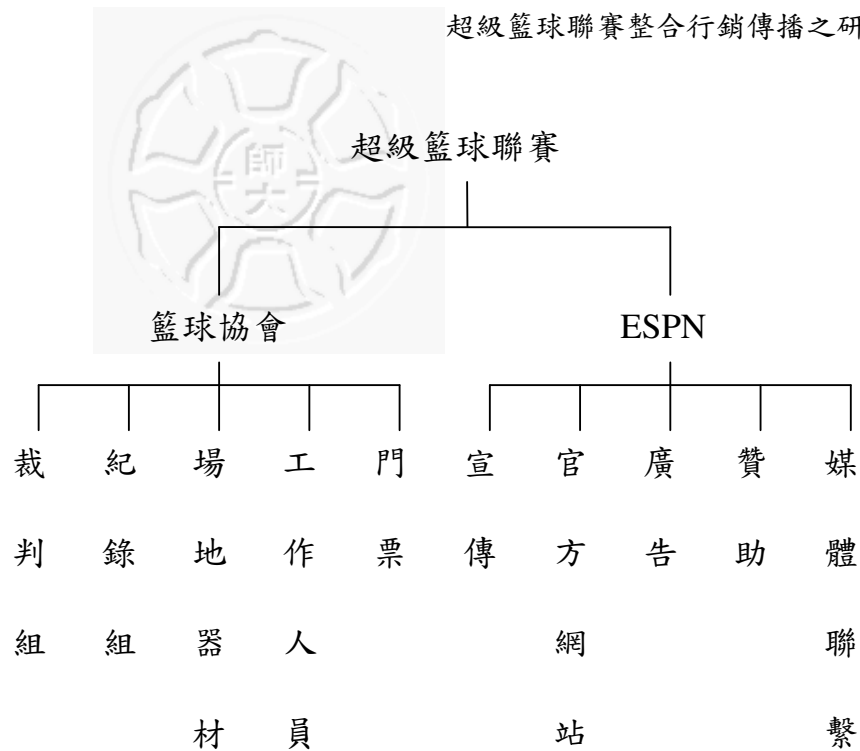 超級籃球聯賽整合行銷傳播之研
師大
超級籃球聯賽
籃球協會
ESPN
裁判組
紀錄組
場地器材
工作人員
門票
宣傳
官方網站
廣告
贊助
媒體聯繫